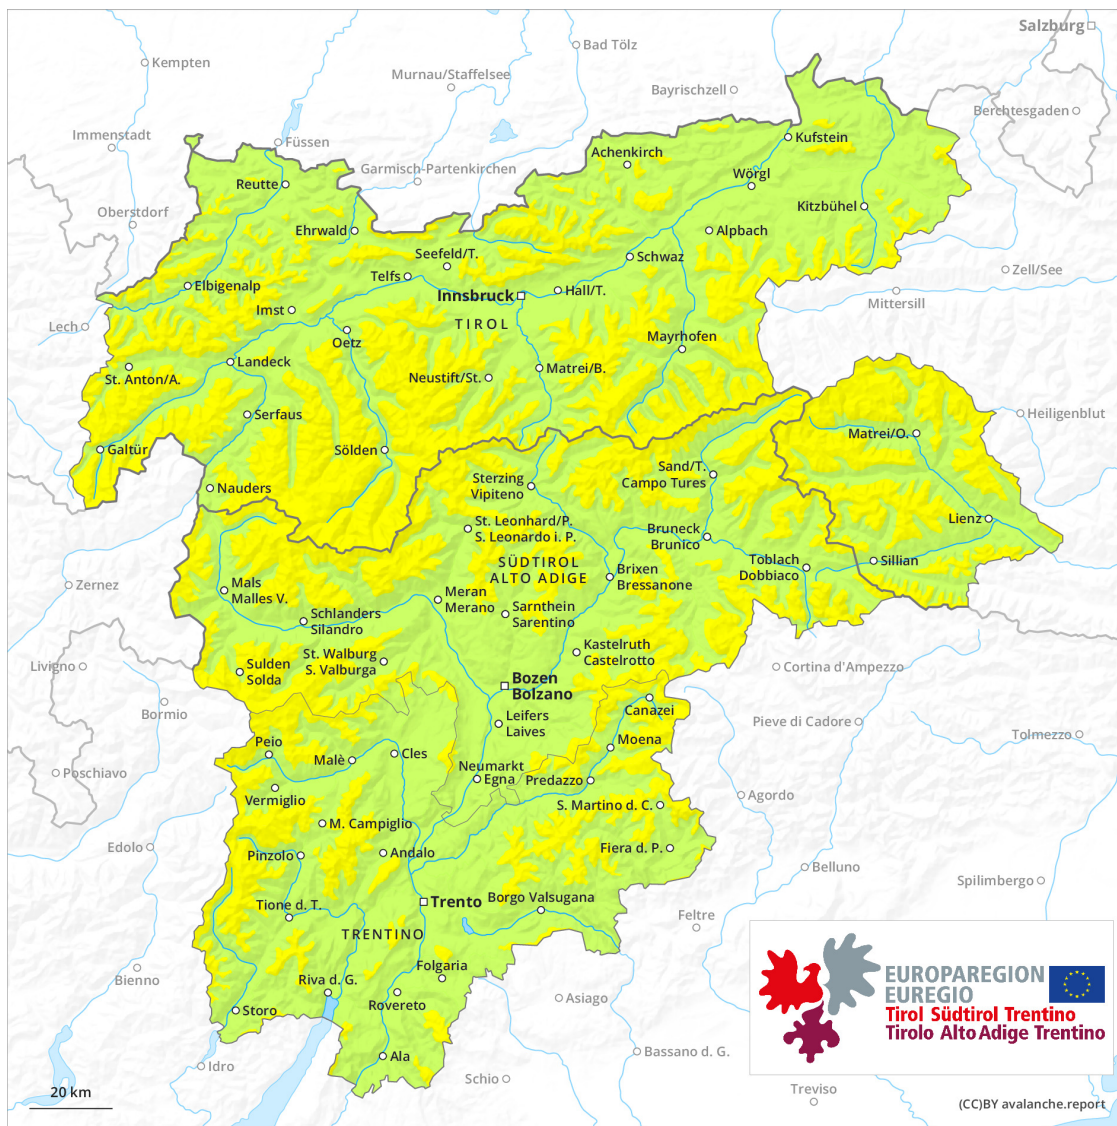 Salzburg
Kempten
Bad Tölz
Murnau/Staffelsee
Bayrischzell
Berchtesgaden
Immenstadt
Füssen
Kufstein
Achenkirch
Garmisch-Partenkirchen
Wörgl
Reutte
Kitzbühel
Oberstdorf
Ehrwald
Alpbach
Seefeld/T.
Schwaz
Zell/See
Telfs
Elbigenalp
Hall/T.
Innsbruck
Mittersill
Imst
TIROL
Lech
Oetz
Mayrhofen
Landeck
Matrei/B.
St. Anton/A.
Neustift/St.
Serfaus
Heiligenblut
Matrei/O.
Galtür
Sölden
Sand/T.
Campo Tures
Sterzing
Vipiteno
Nauders
Lienz
St. Leonhard/P.
S. Leonardo i. P.
Bruneck
Brunico
SÜDTIROL
ALTO ADIGE
Toblach
Dobbiaco
Sillian
Brixen
Bressanone
Zernez
Mals
Malles V.
Meran
Merano
Sarnthein
Sarentino
Schlanders
Silandro
Kastelruth
Castelrotto
St. Walburg
S. Valburga
Livigno
Sulden
Solda
Cortina d'Ampezzo
Bozen
Bolzano
Canazei
Bormio
Leifers
Laives
Pieve di Cadore
Tolmezzo
Moena
Peio
Cles
Malè
Poschiavo
Neumarkt
Egna
Predazzo
Vermiglio
Agordo
S. Martino d. C.
M. Campiglio
Edolo
Fiera d. P.
Pinzolo
Andalo
Belluno
Spilimbergo
Borgo Valsugana
Trento
Tione d. T.
Feltre
TRENTINO
Folgaria
Bienno
Riva d. G.
EUROPAREGION
EUREGIO
Tirol Südtirol Trentino
Tirolo Alto Adige Trentino
Asiago
Rovereto
Storo
Bassano d. G.
Ala
Idro
Schio
Treviso
20 km
(CC)BY avalanche.report